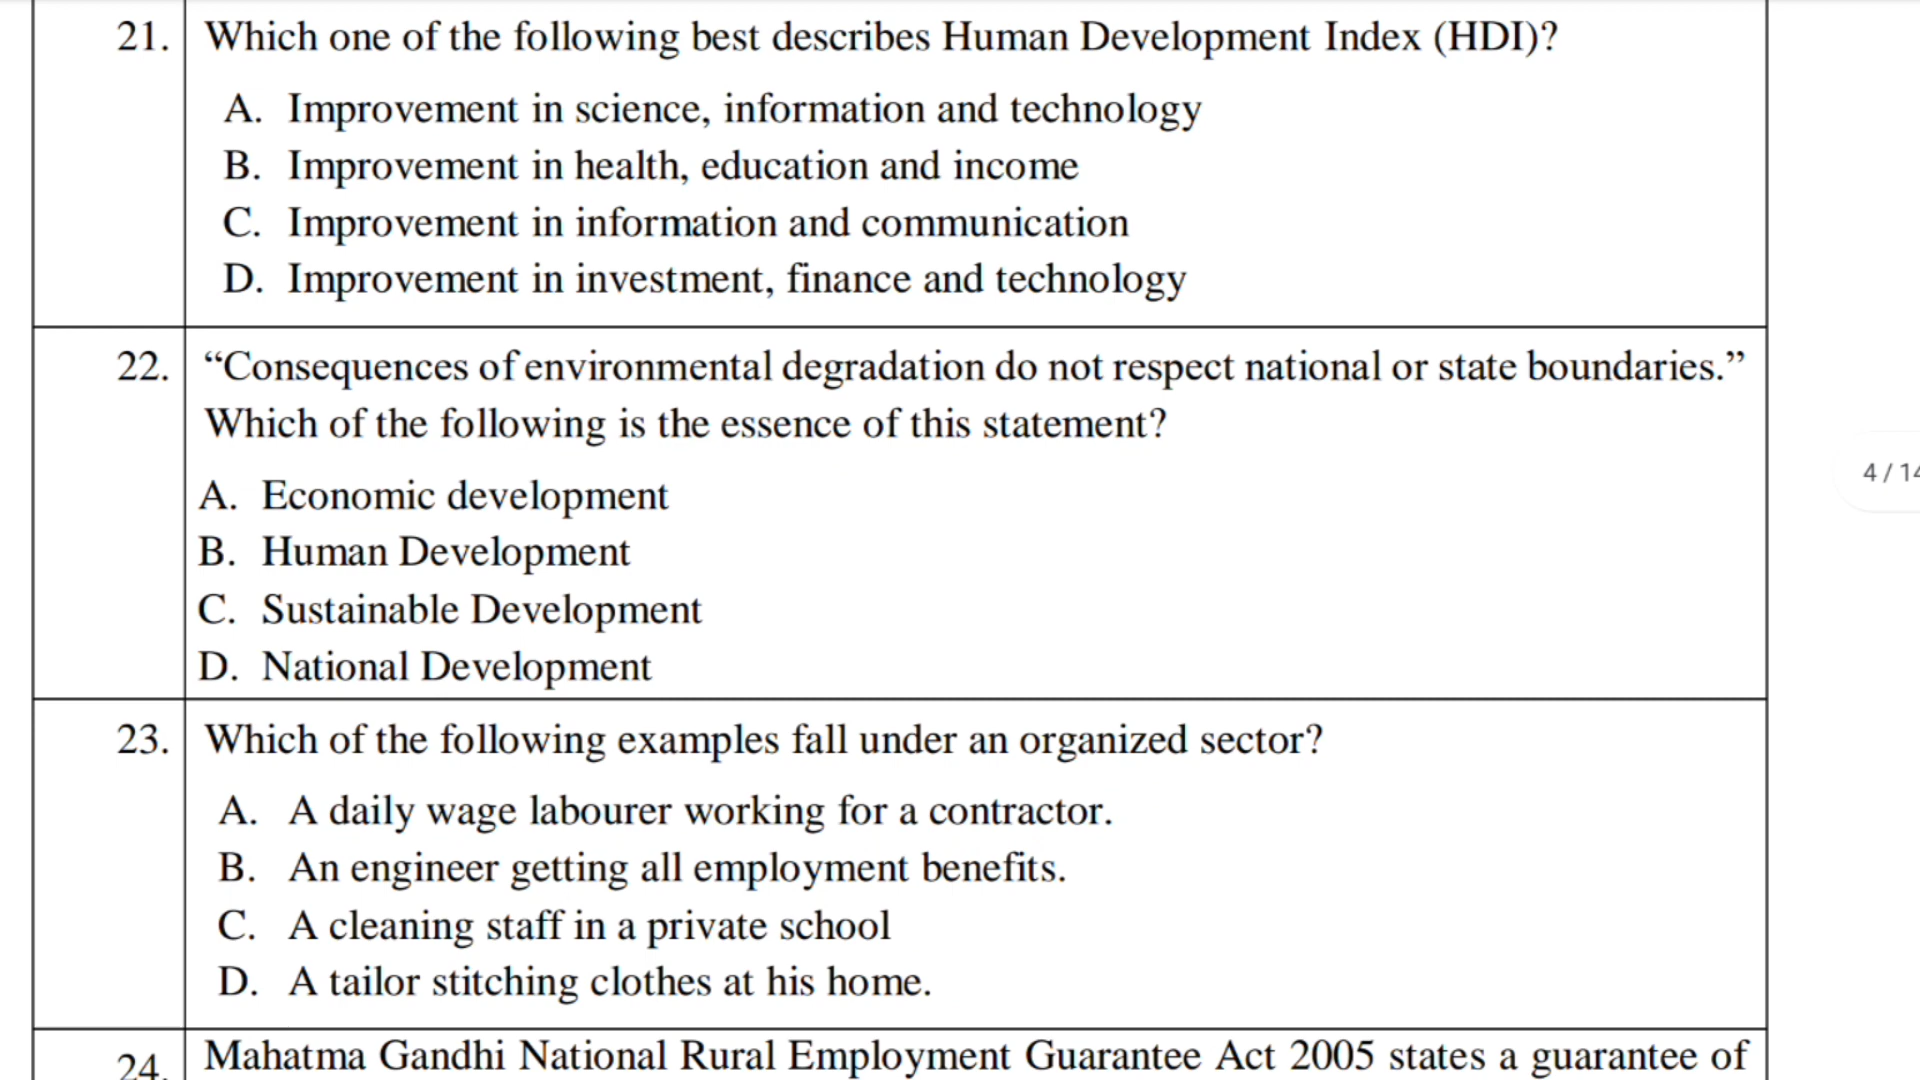 21. Which one of the following best describes Human Development Index (HDI)?
A. Improvement in science, information and technology
B. Improvement in health, education and income
C. Improvement in information and communication
D. Improvement in investment, finance and technology
22. “Consequences of environmental degradation do not respect national or state boundaries.”
Which of the following is the essence of this statement?
A. Economic development
B. Human Development
C. Sustainable Development
D. National Development
4 / 14
23. Which of the following examples fall under an organized sector?
A. A daily wage labourer working for a contractor.
B. An engineer getting all employment benefits.
C. A cleaning staff in a private school
D. A tailor stitching clothes at his home.
24. Mahatma Gandhi National Rural Employment Guarantee Act 2005 states a guarantee of